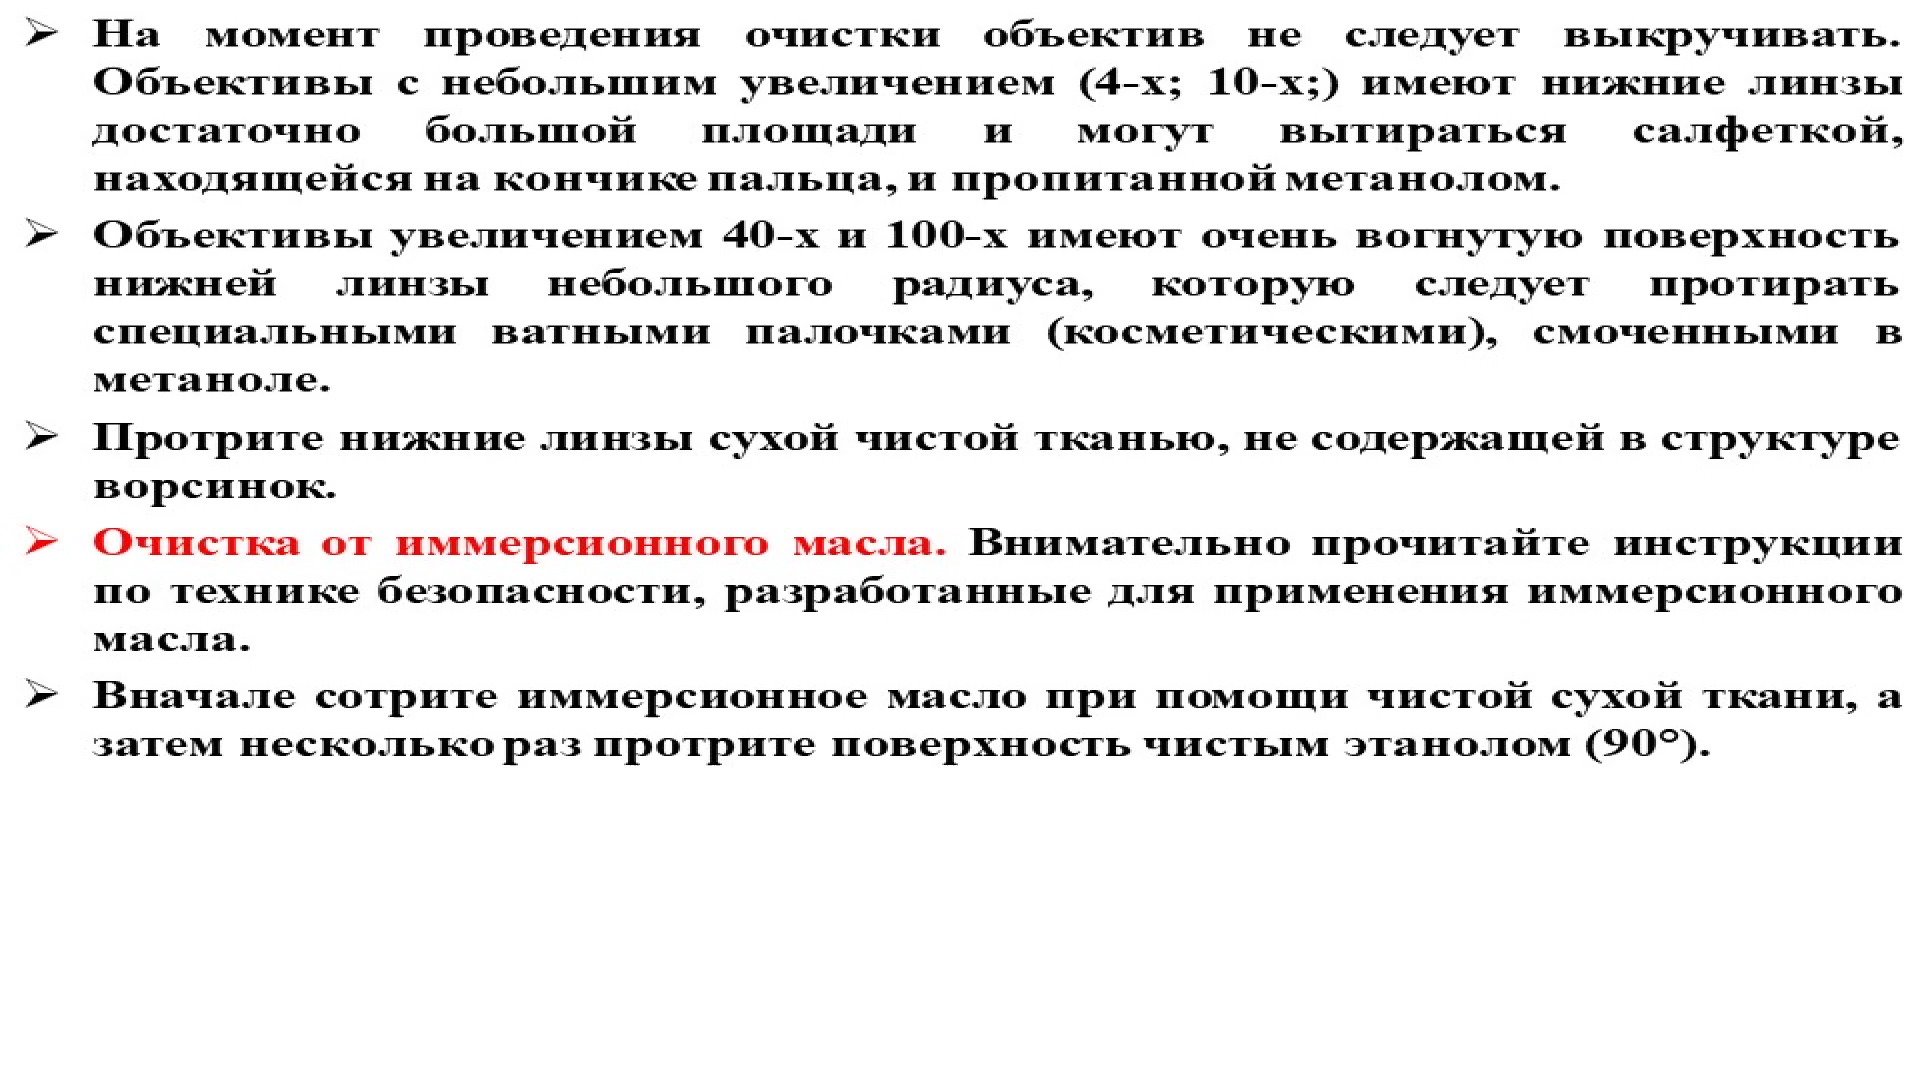 ➢ На момент проведения очистки объектив не следует выкручивать.
Объективы с небольшим увеличением (4-х; 10-х;) имеют нижние линзы
достаточно большой площади и могут вытираться салфеткой,
находящейся на кончике пальца, и пропитанной метанолом.
➢ Объективы увеличением 40-х и 100-х имеют очень вогнутую поверхность
нижней линзы небольшого радиуса, которую следует протирать
специальными ватными палочками (косметическими), смоченными в
метаноле.
➢ Протрите нижние линзы сухой чистой тканью, не содержащей в структуре
ворсинок.
➢ Очистка от иммерсионного масла. Внимательно прочитайте инструкции
по технике безопасности, разработанные для применения иммерсионного
масла.
➢ Вначале сотрите иммерсионное масло при помощи чистой сухой ткани, а
затем несколько раз протрите поверхность чистым этанолом (90°).